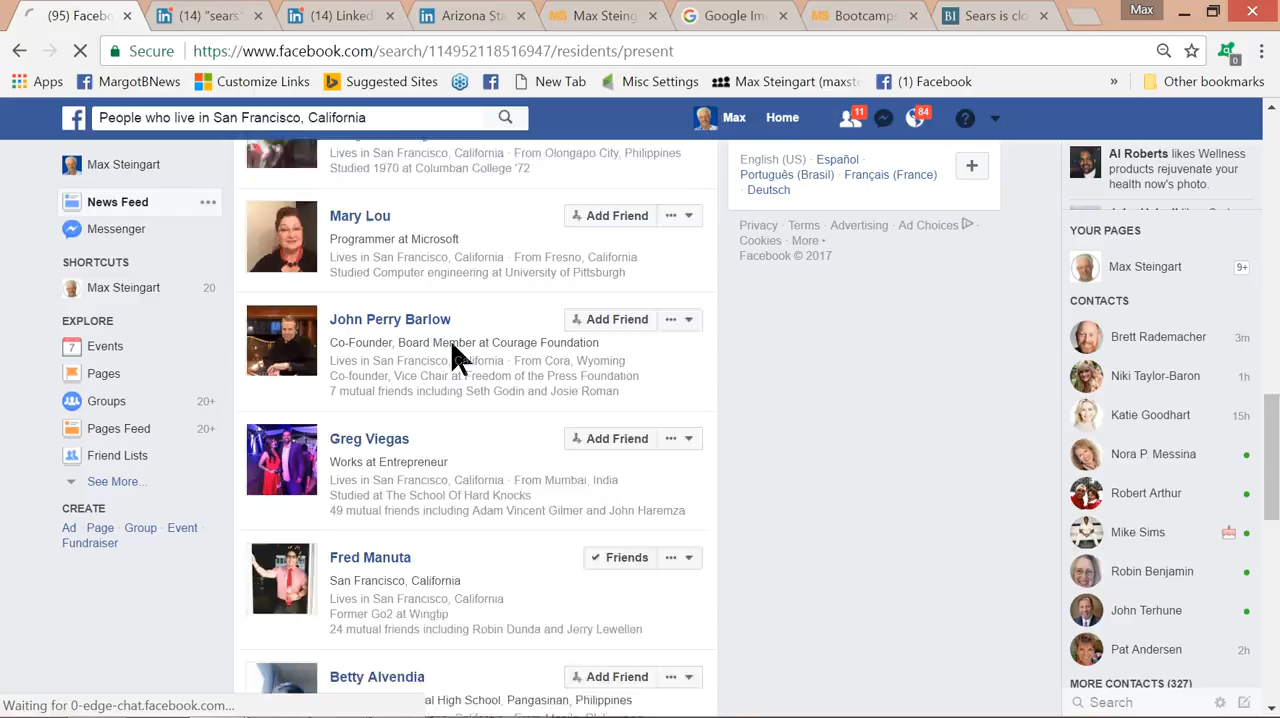 (95) Facebo
(14) "sears"
(14) Linked
Arizona Sta
Max Steing
Google Im
Bootcamps
Sears is clo
Max
Secure
https://www.facebook.com/search/114952118516947/residents/present
Apps
MargotBNews
Customize Links
Suggested Sites
New Tab
Misc Settings
Max Steingart (maxste
(1) Facebook
»
Other bookmarks
People who live in San Francisco, California
Max
Home
11
84
Max Steingart
News Feed
Messenger
SHORTCUTS
Max Steingart 20
EXPLORE
7 Events
Pages
Groups 20+
Pages Feed 20+
Friend Lists
See More...
CREATE
Ad · Page · Group · Event ·
Fundraiser
Lives in San Francisco, California · From Olongapo City, Philippines
Studied 1970 at Columban College '72
Mary Lou
Add Friend
Programmer at Microsoft
Lives in San Francisco, California · From Fresno, California
Studied Computer engineering at University of Pittsburgh
John Perry Barlow
Add Friend
Co-Founder, Board Member at Courage Foundation
Lives in San Francisco, California · From Cora, Wyoming
Co-founder, Vice Chair at Freedom of the Press Foundation
7 mutual friends including Seth Godin and Josie Roman
Greg Viegas
Add Friend
Works at Entrepreneur
Lives in San Francisco, California · From Mumbai, India
Studied at The School Of Hard Knocks
49 mutual friends including Adam Vincent Gilmer and John Haremza
Fred Manuta
Friends
San Francisco, California
Lives in San Francisco, California
Former Go2 at Wingtip
24 mutual friends including Robin Dunda and Jerry Lewellen
Betty Alvendia
Add Friend
al High School, Pangasinan, Philippines
English (US) · Español ·
Português (Brasil) · Français (France)
· Deutsch
Privacy · Terms · Advertising · Ad Choices ·
Cookies · More
Facebook © 2017
Al Roberts likes Wellness
products rejuvenate your
health now's photo.
YOUR PAGES
Max Steingart 9+
CONTACTS
Brett Rademacher 3m
Niki Taylor-Baron 1h
Katie Goodhart 15h
Nora P. Messina
Robert Arthur
Mike Sims
Robin Benjamin
John Terhune
Pat Andersen 2h
MORE CONTACTS (327)
Search
Waiting for 0-edge-chat.facebook.com...